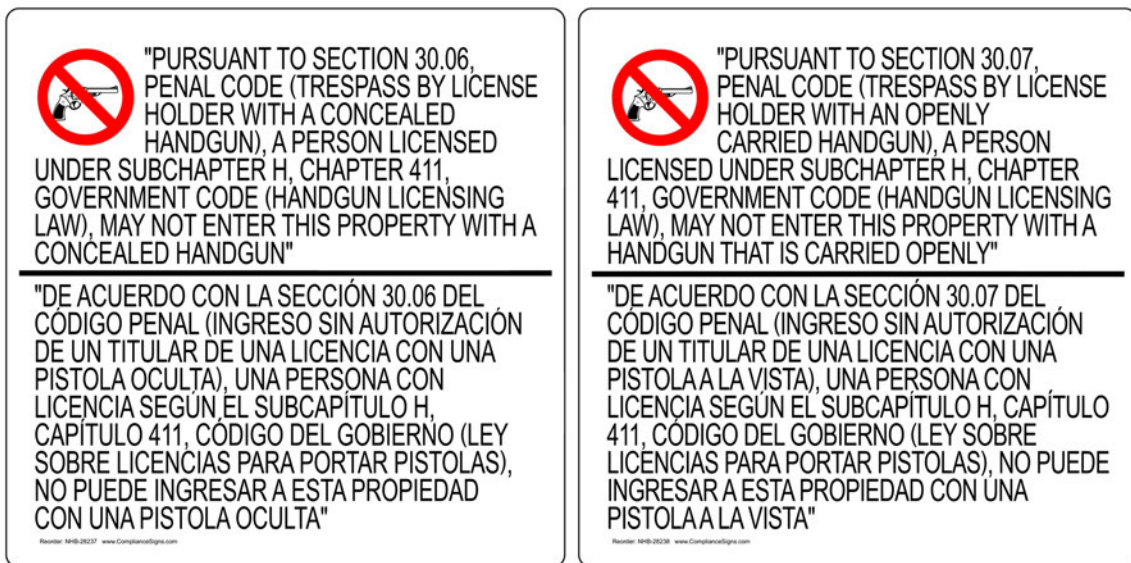 "PURSUANT TO SECTION 30.06,
PENAL CODE (TRESPASS BY LICENSE
HOLDER WITH A CONCEALED
HANDGUN), A PERSON LICENSED
UNDER SUBCHAPTER H, CHAPTER 411,
GOVERNMENT CODE (HANDGUN LICENSING
LAW), MAY NOT ENTER THIS PROPERTY WITH A
CONCEALED HANDGUN"
"DE ACUERDO CON LA SECCIÓN 30.06 DEL
CÓDIGO PENAL (INGRESO SIN AUTORIZACIÓN
DE UN TITULAR DE UNA LICENCIA CON UNA
PISTOLA OCULTA), UNA PERSONA CON
LICENCIA SEGÚN EL SUBCAPÍTULO H,
CAPÍTULO 411, CÓDIGO DEL GOBIERNO (LEY
SOBRE LICENCIAS PARA PORTAR PISTOLAS),
NO PUEDE INGRESAR A ESTA PROPIEDAD
CON UNA PISTOLA OCULTA"
Reorder: NHB-28237 www.ComplianceSigns.com
"PURSUANT TO SECTION 30.07,
PENAL CODE (TRESPASS BY LICENSE
HOLDER WITH AN OPENLY
CARRIED HANDGUN), A PERSON
LICENSED UNDER SUBCHAPTER H, CHAPTER
411, GOVERNMENT CODE (HANDGUN LICENSING
LAW), MAY NOT ENTER THIS PROPERTY WITH A
HANDGUN THAT IS CARRIED OPENLY"
"DE ACUERDO CON LA SECCIÓN 30.07 DEL
CÓDIGO PENAL (INGRESO SIN AUTORIZACIÓN
DE UN TITULAR DE UNA LICENCIA CON UNA
PISTOLA A LA VISTA), UNA PERSONA CON
LICENCIA SEGÚN EL SUBCAPÍTULO H, CAPÍTULO
411, CÓDIGO DEL GOBIERNO (LEY SOBRE
LICENCIAS PARA PORTAR PISTOLAS), NO PUEDE
INGRESAR A ESTA PROPIEDAD CON UNA
PISTOLA A LA VISTA"
Reorder: NHB-28238 www.ComplianceSigns.com